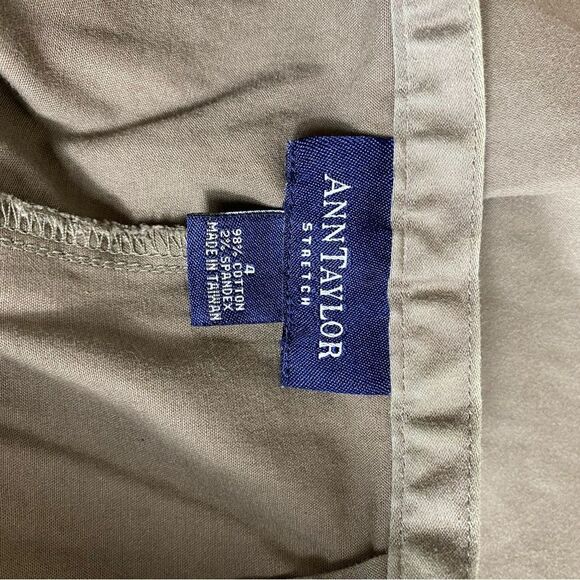 ANNTAYLOR
STRETCH
4
98% COTTON
2% SPANDEX
MADE IN TAIWAN